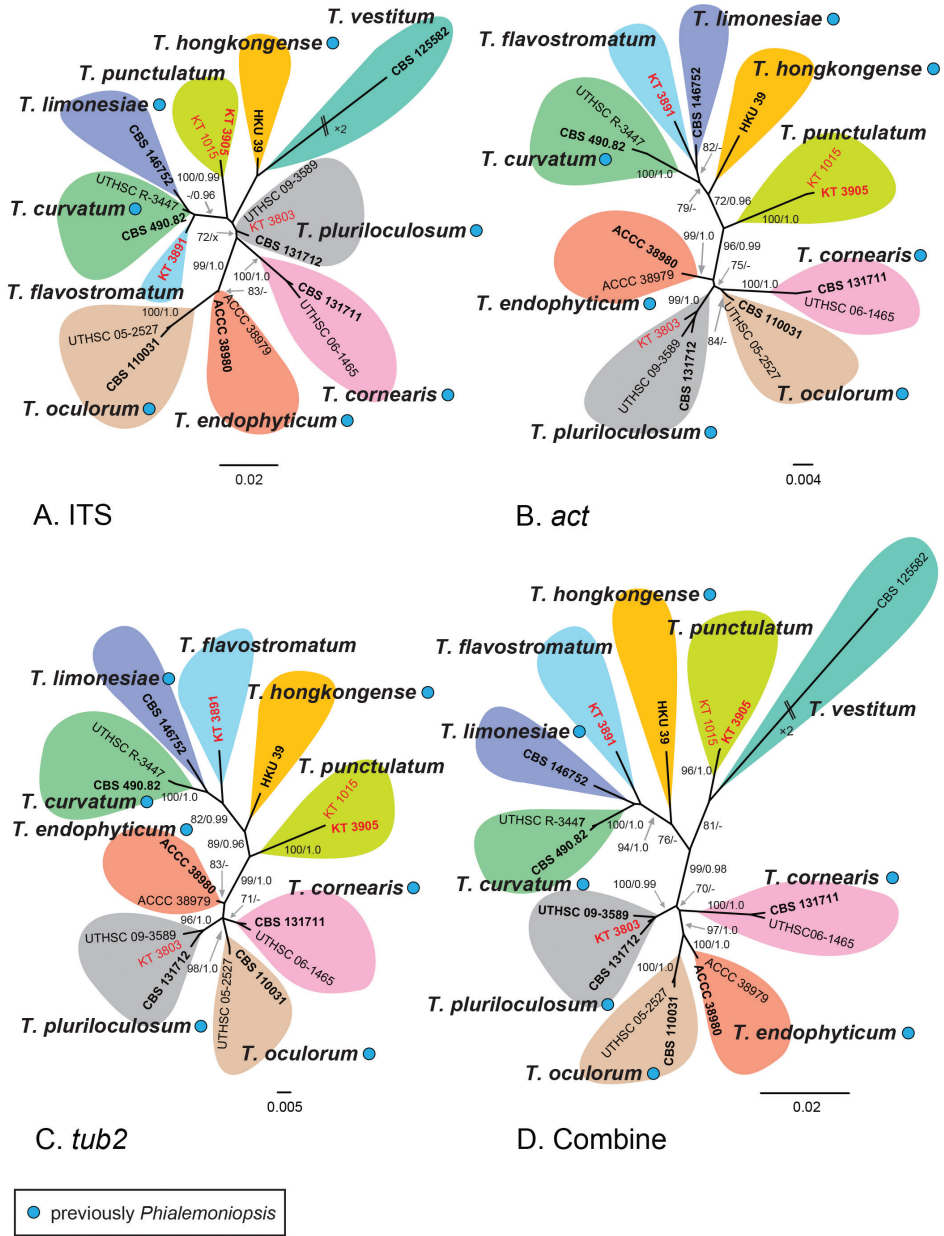 T. vestitum
T. hongkongense
T. punctulatum
T. limonesiae
CBS 125582
×2
HKU 39
KT 3905
KT 1015
CBS 146752
100/0.99
-/0.96
UTHSC R-3447
T. curvatum
CBS 490.82
UTHSC 09-3589
KT 3803
T. pluriloculosum
CBS 131712
72/x
KT 3891
99/1.0
100/1.0
83/-
T. flavostromatum
CBS 131711
UTHSC 06-1465
100/1.0
UTHSC 05-2527
CBS 110031
ACCC 38979
ACCC 38980
T. cornearis
T. oculorum
T. endophyticum
0.02
A. ITS
T. limonesiae
T. flavostromatum
T. hongkongense
KT 3891
CBS 146752
HKU 39
T. punctulatum
UTHSC R-3447
CBS 490.82
T. curvatum
100/1.0
82/-
79/-
72/0.96
KT 1015
KT 3905
100/1.0
99/1.0
96/0.99
75/-
T. cornearis
ACCC 38980
ACCC 38979
100/1.0
CBS 131711
UTHSC 06-1465
T. endophyticum
99/1.0
CBS 110031
UTHSC 05-2527
KT 3803
UTHSC 09-3589
CBS 131712
84/-
T. oculorum
T. pluriloculosum
0.004
B. act
T. flavostromatum
T. limonesiae
T. hongkongense
CBS 146752
KT 3891
HKU 39
T. punctulatum
UTHSC R-3447
CBS 490.82
T. curvatum
100/1.0
KT 1015
KT 3905
82/0.99
T. endophyticum
89/0.96
100/1.0
83/-
ACCC 38980
ACCC 38979
99/1.0
71/-
T. cornearis
96/1.0
CBS 131711
UTHSC 06-1465
UTHSC 09-3589
KT 3803
CBS 131712
98/1.0
CBS 110031
UTHSC 05-2527
T. pluriloculosum
T. oculorum
0.005
C. tub2
T. hongkongense
T. punctulatum
CBS 125582
T. flavostromatum
KT 3891
HKU 39
KT 1015
KT 3905
T. vestitum
×2
T. limonesiae
CBS 146752
96/1.0
UTHSC R-3447
CBS 490.82
100/1.0
94/1.0
76/-
81/-
T. curvatum
100/0.99
99/0.98
70/-
T. cornearis
100/1.0
CBS 131711
UTHSC06-1465
UTHSC 09-3589
KT 3803
CBS 131712
97/1.0
100/1.0
100/1.0
T. pluriloculosum
UTHSC 05-2527
CBS 110031
ACCC 38979
ACCC 38980
T. endophyticum
T. oculorum
0.02
D. Combine
previously Phialemoniopsis